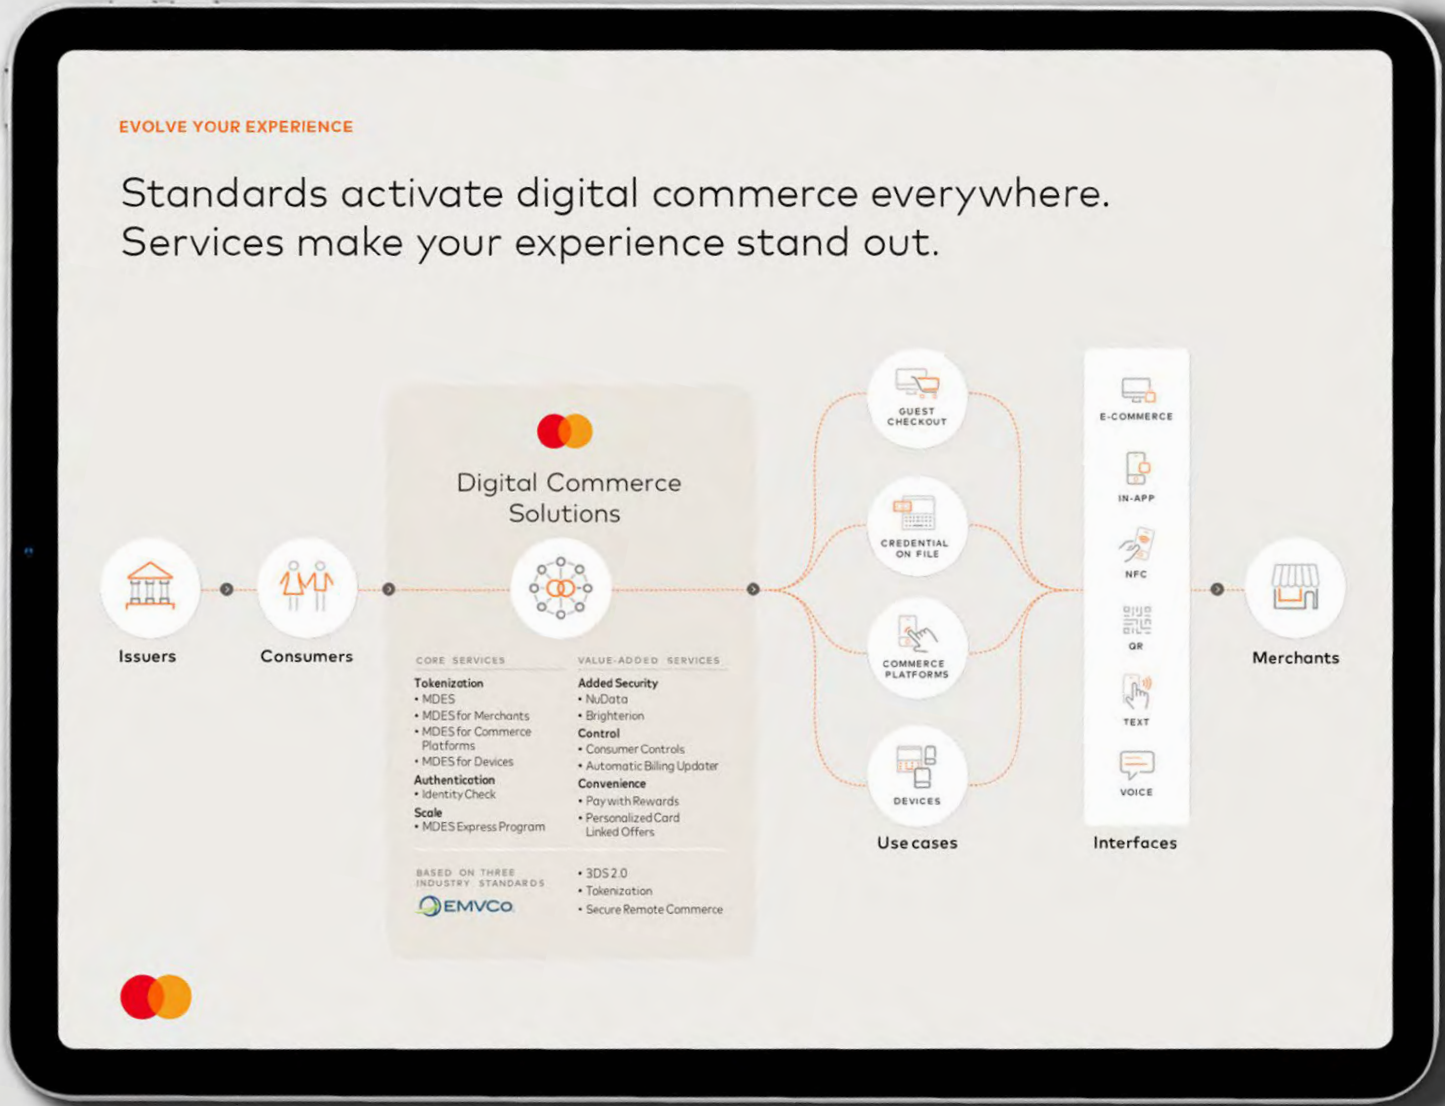 EVOLVE YOUR EXPERIENCE
Standards activate digital commerce everywhere.
Services make your experience stand out.
Issuers
Consumers
Digital Commerce
Solutions
CORE SERVICES
Tokenization
• MDES
• MDES for Merchants
• MDES for Commerce
Platforms
• MDES for Devices
Authentication
• Identity Check
Scale
• MDES Express Program
VALUE-ADDED SERVICES
Added Security
• NuData
• Brighterion
Control
• Consumer Controls
• Automatic Billing Updater
Convenience
• Pay with Rewards
• Personalized Card
Linked Offers
BASED ON THREE
INDUSTRY STANDARDS
EMVCo
• 3DS 2.0
• Tokenization
• Secure Remote Commerce
GUEST
CHECKOUT
CREDENTIAL
ON FILE
COMMERCE
PLATFORMS
DEVICES
Use cases
E-COMMERCE
IN-APP
NFC
QR
TEXT
VOICE
Interfaces
Merchants